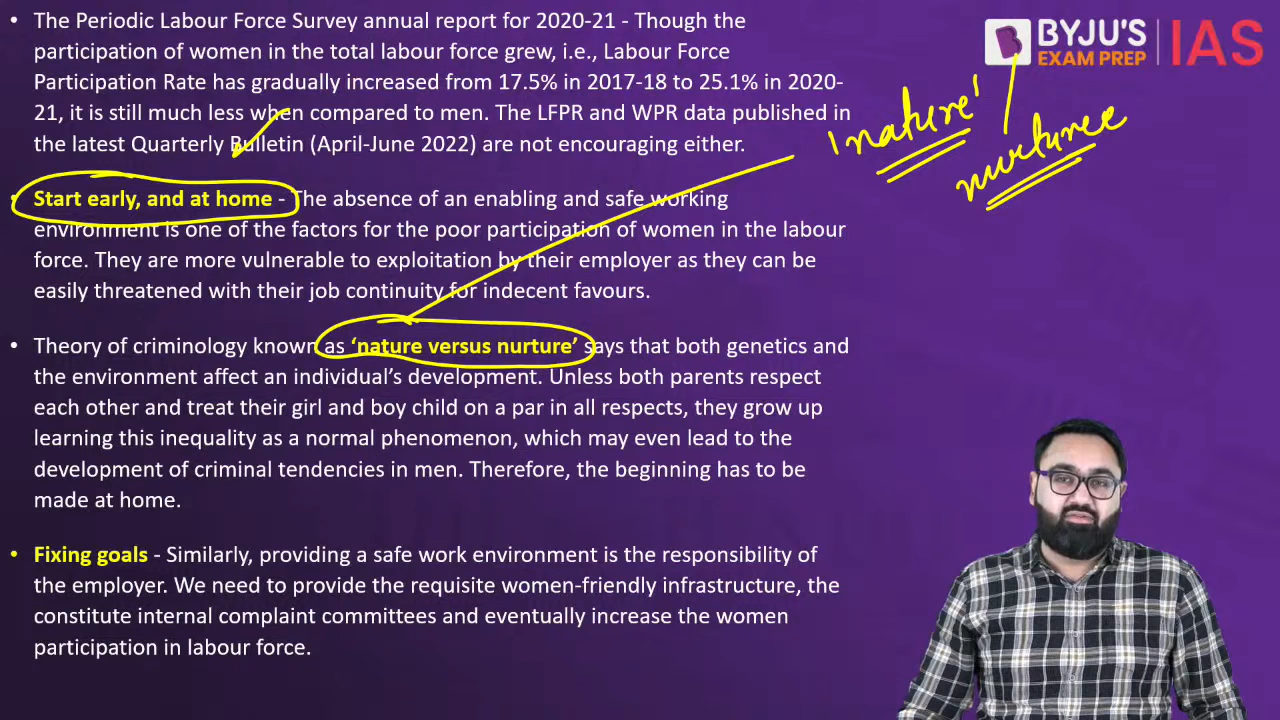 • The Periodic Labour Force Survey annual report for 2020-21 - Though the
participation of women in the total labour force grew, i.e., Labour Force
Participation Rate has gradually increased from 17.5% in 2017-18 to 25.1% in 2020-
21, it is still much less when compared to men. The LFPR and WPR data published in
the latest Quarterly Bulletin (April-June 2022) are not encouraging either.
• Start early, and at home - The absence of an enabling and safe working
environment is one of the factors for the poor participation of women in the labour
force. They are more vulnerable to exploitation by their employer as they can be
easily threatened with their job continuity for indecent favours.
• Theory of criminology known as ‘nature versus nurture’ says that both genetics and
the environment affect an individual’s development. Unless both parents respect
each other and treat their girl and boy child on a par in all respects, they grow up
learning this inequality as a normal phenomenon, which may even lead to the
development of criminal tendencies in men. Therefore, the beginning has to be
made at home.
• Fixing goals - Similarly, providing a safe work environment is the responsibility of
the employer. We need to provide the requisite women-friendly infrastructure, the
constitute internal complaint committees and eventually increase the women
participation in labour force.
BYJU'S
EXAM PREP
IAS
'nature'
nurturee